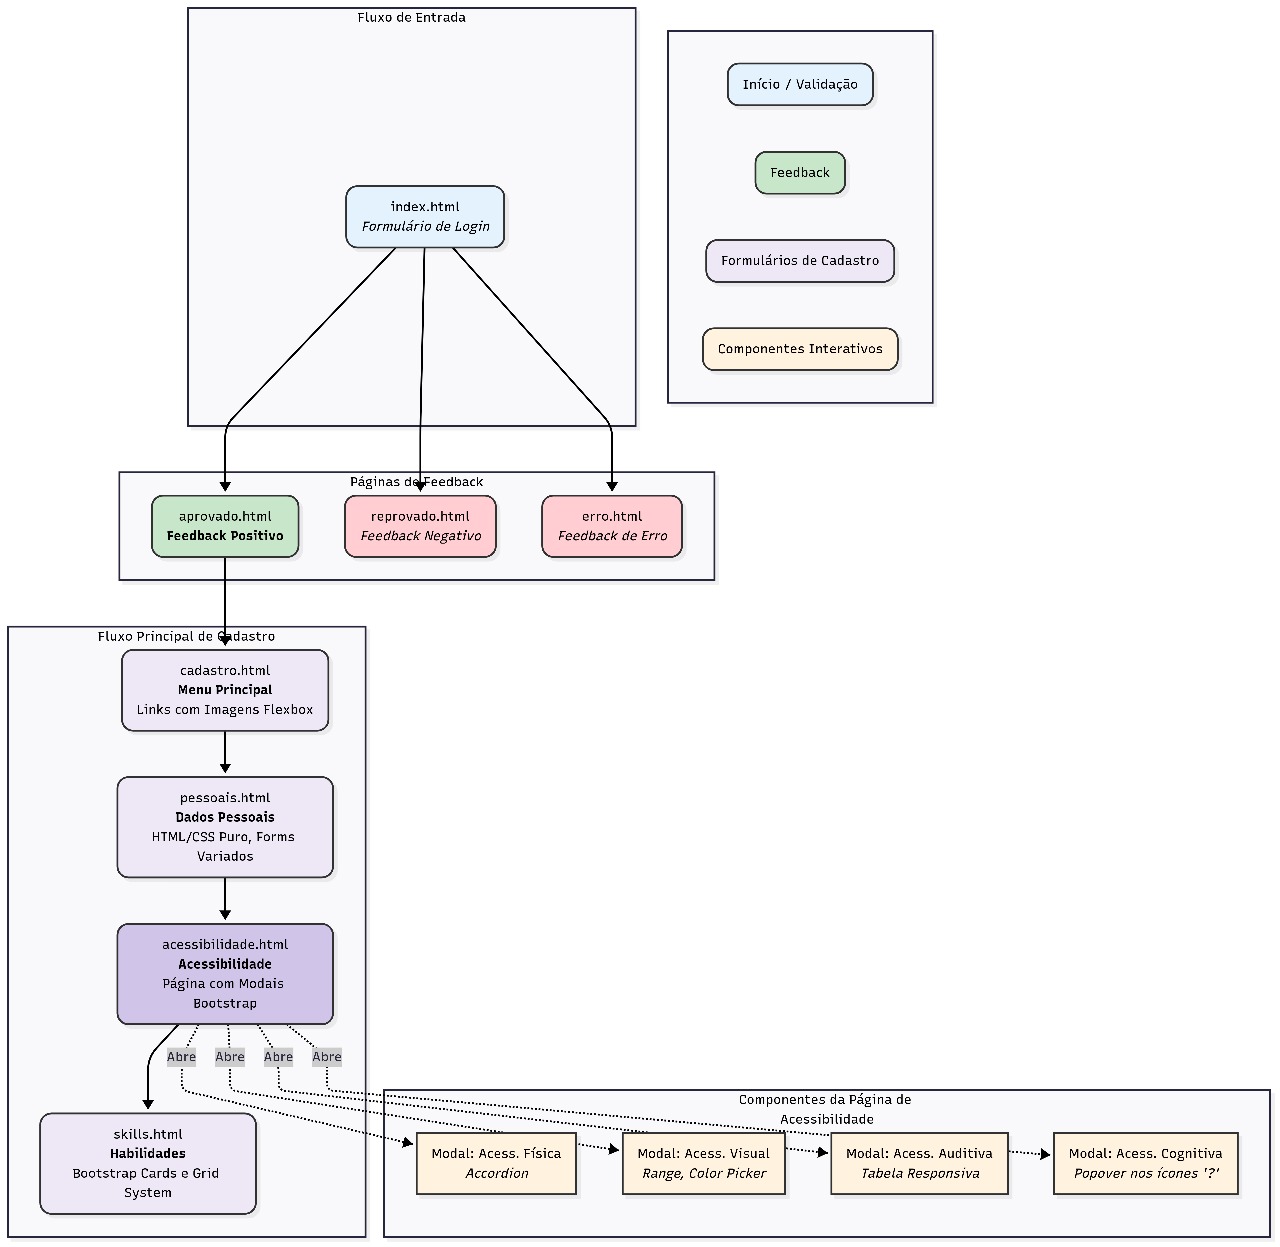 Fluxo de Entrada
Início / Validação
Feedback
Formulários de Cadastro
Componentes Interativos
index.html
Formulário de Login
Páginas de Feedback
aprovado.html
Feedback Positivo
reprovado.html
Feedback Negativo
erro.html
Feedback de Erro
Fluxo Principal de Cadastro
cadastro.html
Menu Principal
Links com Imagens Flexbox
pessoais.html
Dados Pessoais
HTML/CSS Puro, Forms
Variados
acessibilidade.html
Acessibilidade
Página com Modais
Bootstrap
Abre
Abre
Abre
Abre
skills.html
Habilidades
Bootstrap Cards e Grid
System
Componentes da Página de
Acessibilidade
Modal: Acess. Física
Accordion
Modal: Acess. Visual
Range, Color Picker
Modal: Acess. Auditiva
Tabela Responsiva
Modal: Acess. Cognitiva
Popover nos ícones '?'